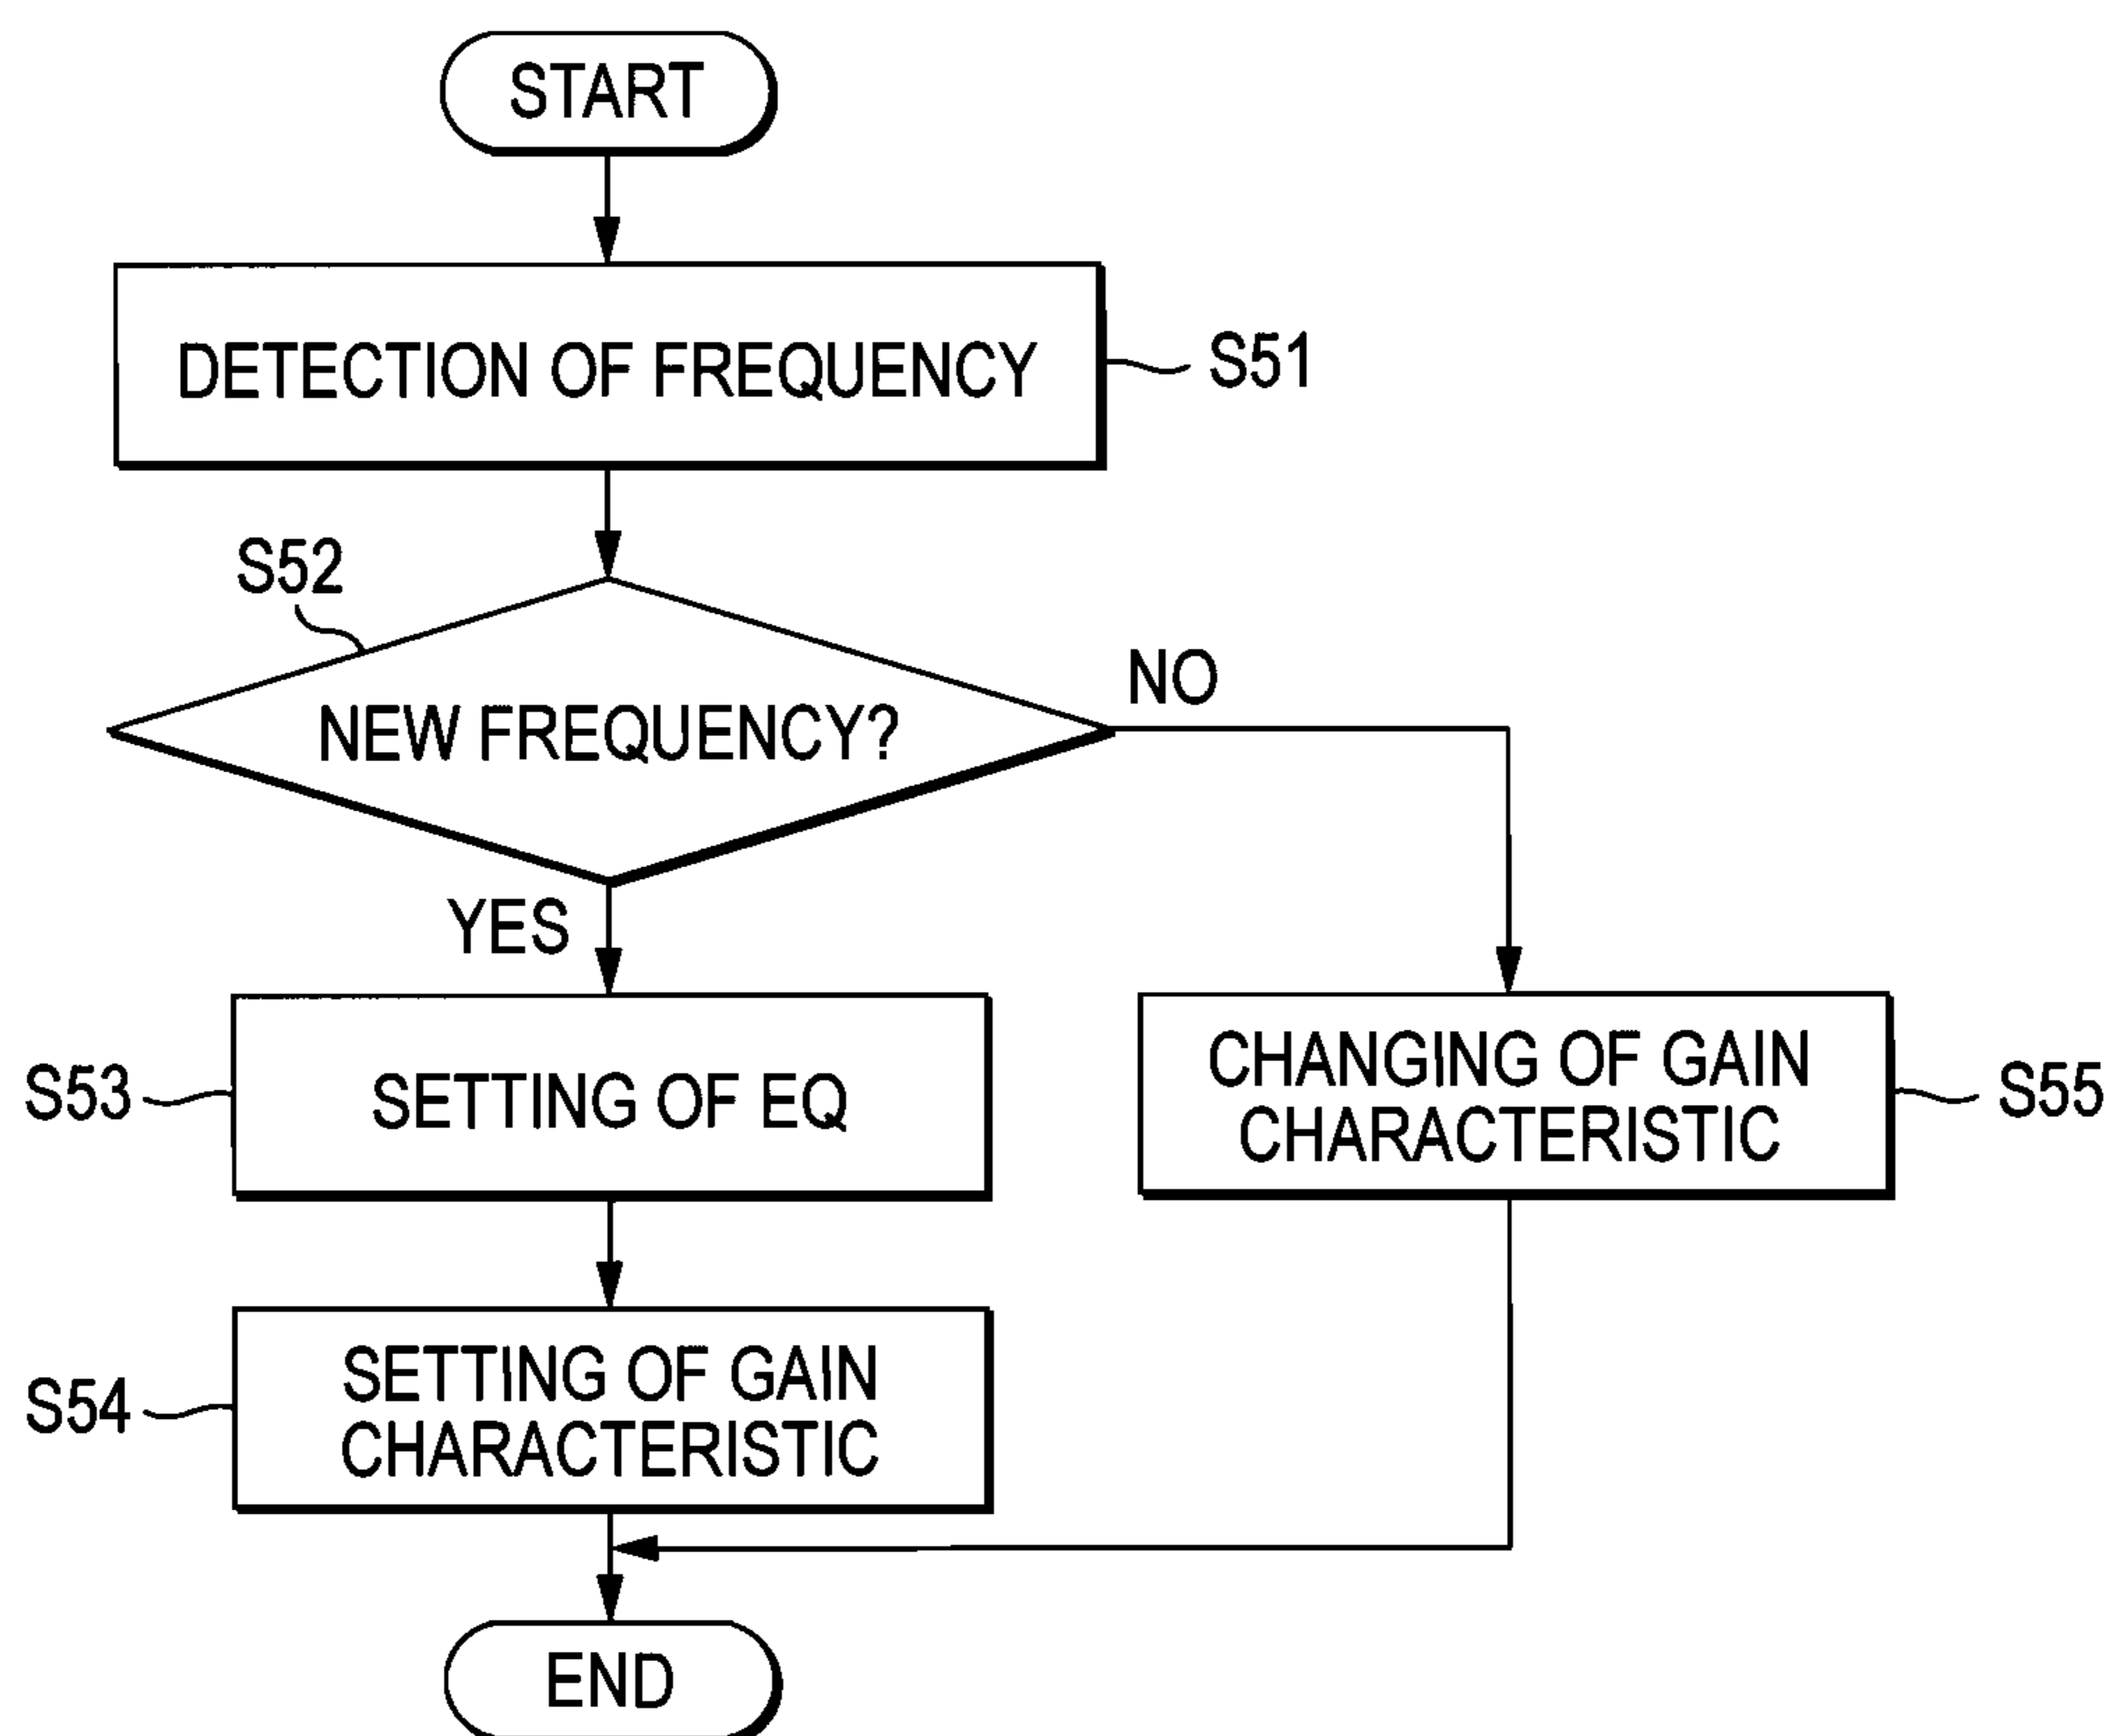 START
DETECTION OF FREQUENCY
S51
S52
NEW FREQUENCY?
NO
YES
S53
SETTING OF EQ
CHANGING OF GAIN
CHARACTERISTIC
S55
S54
SETTING OF GAIN
CHARACTERISTIC
END